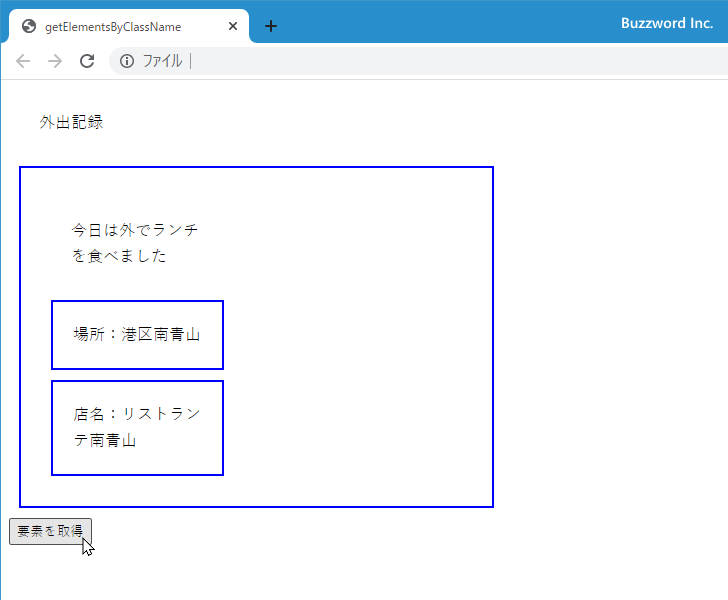 getElementsByClassName
Buzzword Inc.
ファイル
外出記録
今日は外でランチ
を食べました
場所：港区南青山
店名：リストラン
テ南青山
要素を取得